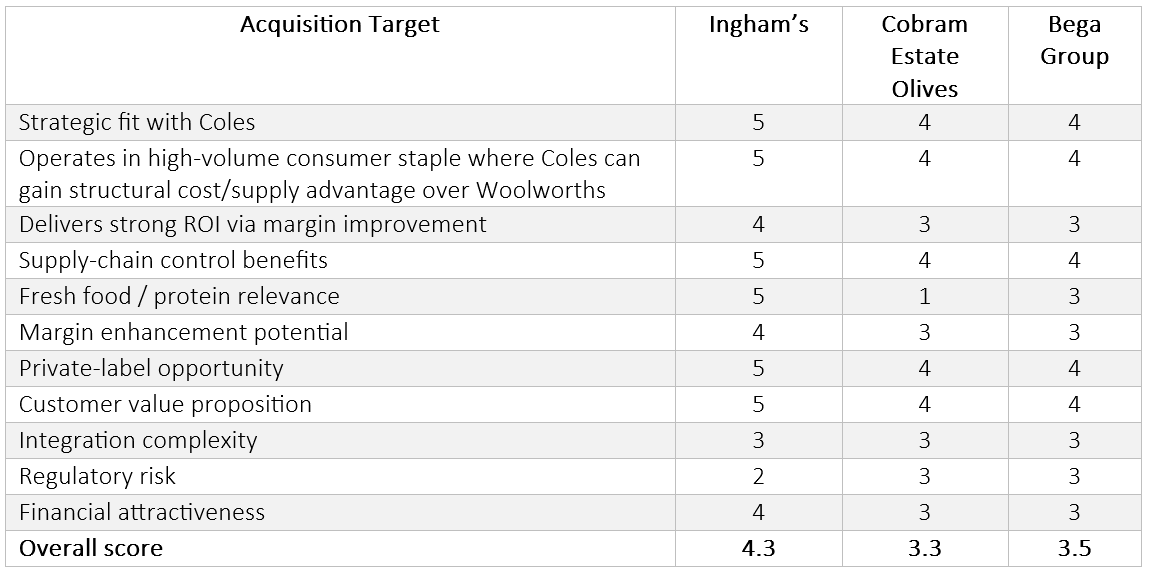 Acquisition Target Ingham’s Cobram Estate Olives Bega Group
Strategic fit with Coles 5 4 4
Operates in high-volume consumer staple where Coles can gain structural cost/supply advantage over Woolworths 5 4 4
Delivers strong ROI via margin improvement 4 3 3
Supply-chain control benefits 5 4 4
Fresh food / protein relevance 5 1 3
Margin enhancement potential 4 3 3
Private-label opportunity 5 4 4
Customer value proposition 5 4 4
Integration complexity 3 3 3
Regulatory risk 2 3 3
Financial attractiveness 4 3 3
Overall score 4.3 3.3 3.5